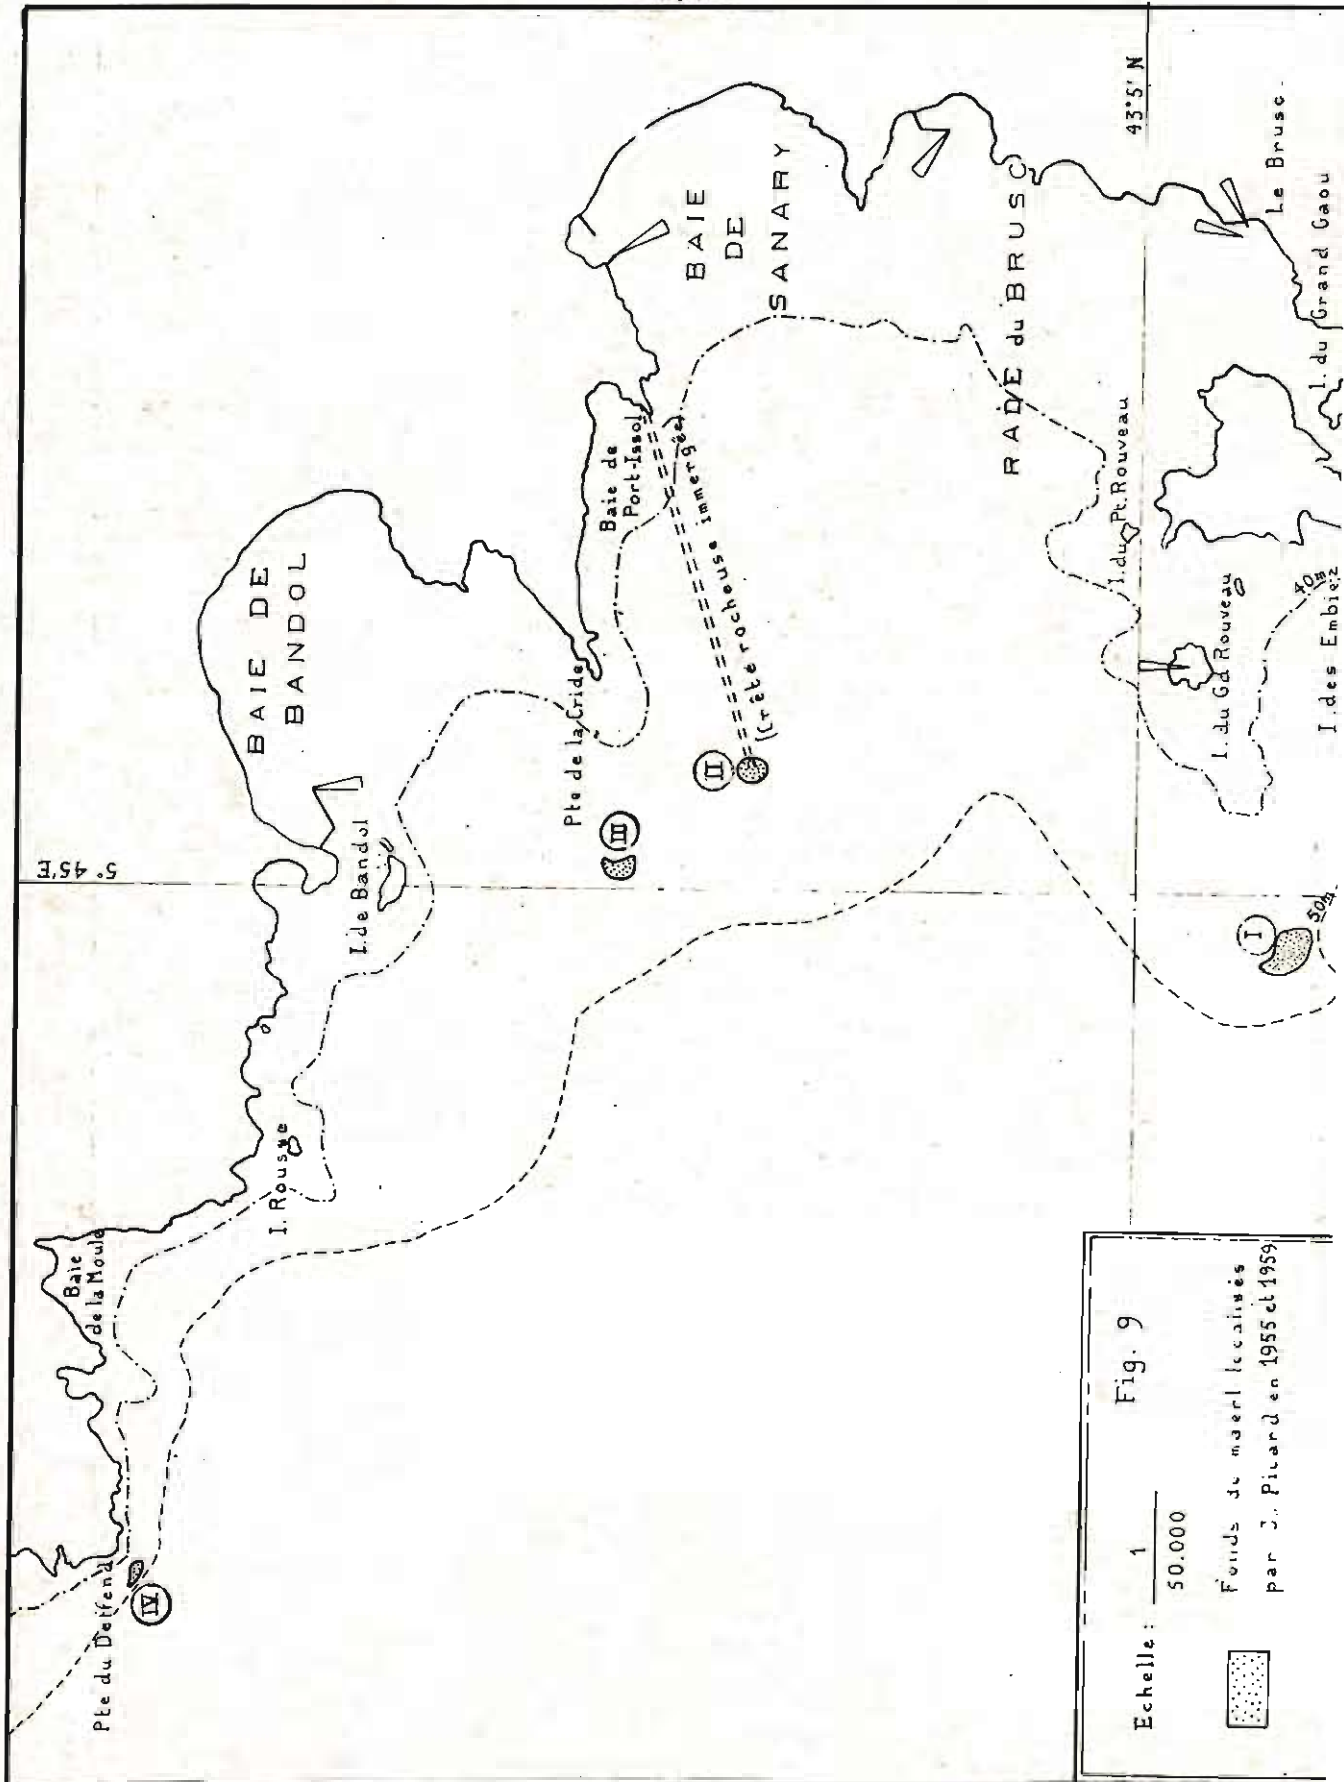 43°5' N
5° 45'E
BAIE DE
BANDOL
BAIE
DE
SANARY
RADE du BRUSC
Le Brusc
I. du Grand Gaou
I. du Pt. Rouveau
I. du Gd Rouveau
I. des Embiez
40m
50m
Baie de
Port-Issol
(Crête rocheuse immergée)
Pte de la Cride
I. de Bandol
I. Rousse
Baie
de la Moule
Pte du Deffend
I
II
III
IV
Echelle : 1
50.000
Fig. 9
Fonds de maerl localisés
par J. Picard en 1955 et 1959